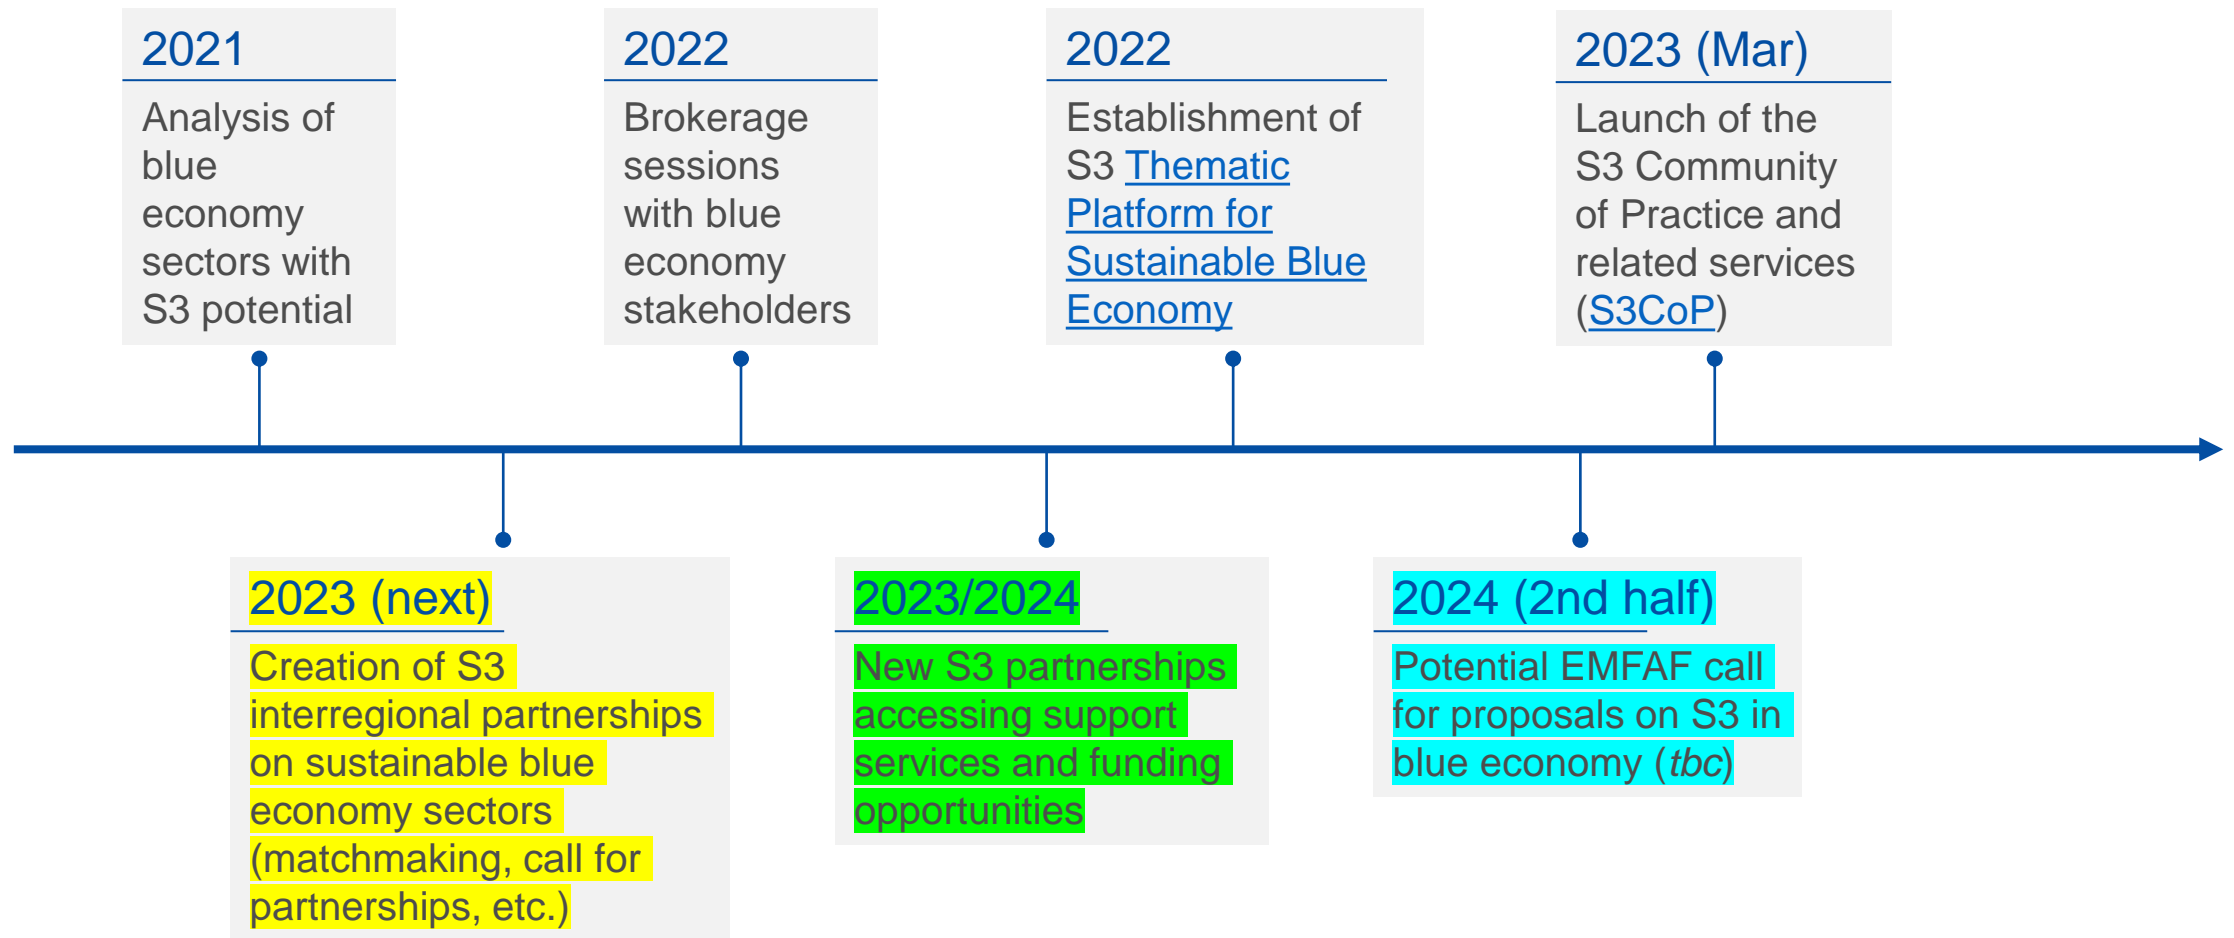 2021
Analysis of
blue
economy
sectors with
S3 potential
2022
Brokerage
sessions
with blue
economy
stakeholders
2022
Establishment of
S3 Thematic
Platform for
Sustainable Blue
Economy
2023 (Mar)
Launch of the
S3 Community
of Practice and
related services
(S3CoP)
2023 (next)
Creation of S3
interregional partnerships
on sustainable blue
economy sectors
(matchmaking, call for
partnerships, etc.)
2023/2024
New S3 partnerships
accessing support
services and funding
opportunities
2024 (2nd half)
Potential EMFAF call
for proposals on S3 in
blue economy (tbc)